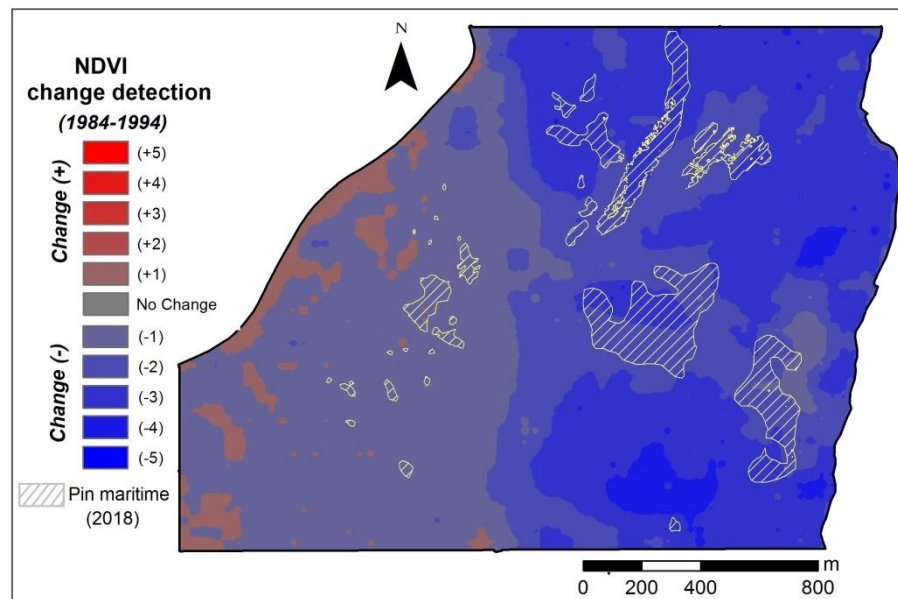 N
NDVI
change detection
(1984-1994)
Change (+)
(+5)
(+4)
(+3)
(+2)
(+1)
No Change
Change (-)
(-1)
(-2)
(-3)
(-4)
(-5)
Pin maritime
(2018)
m
0 200 400 800